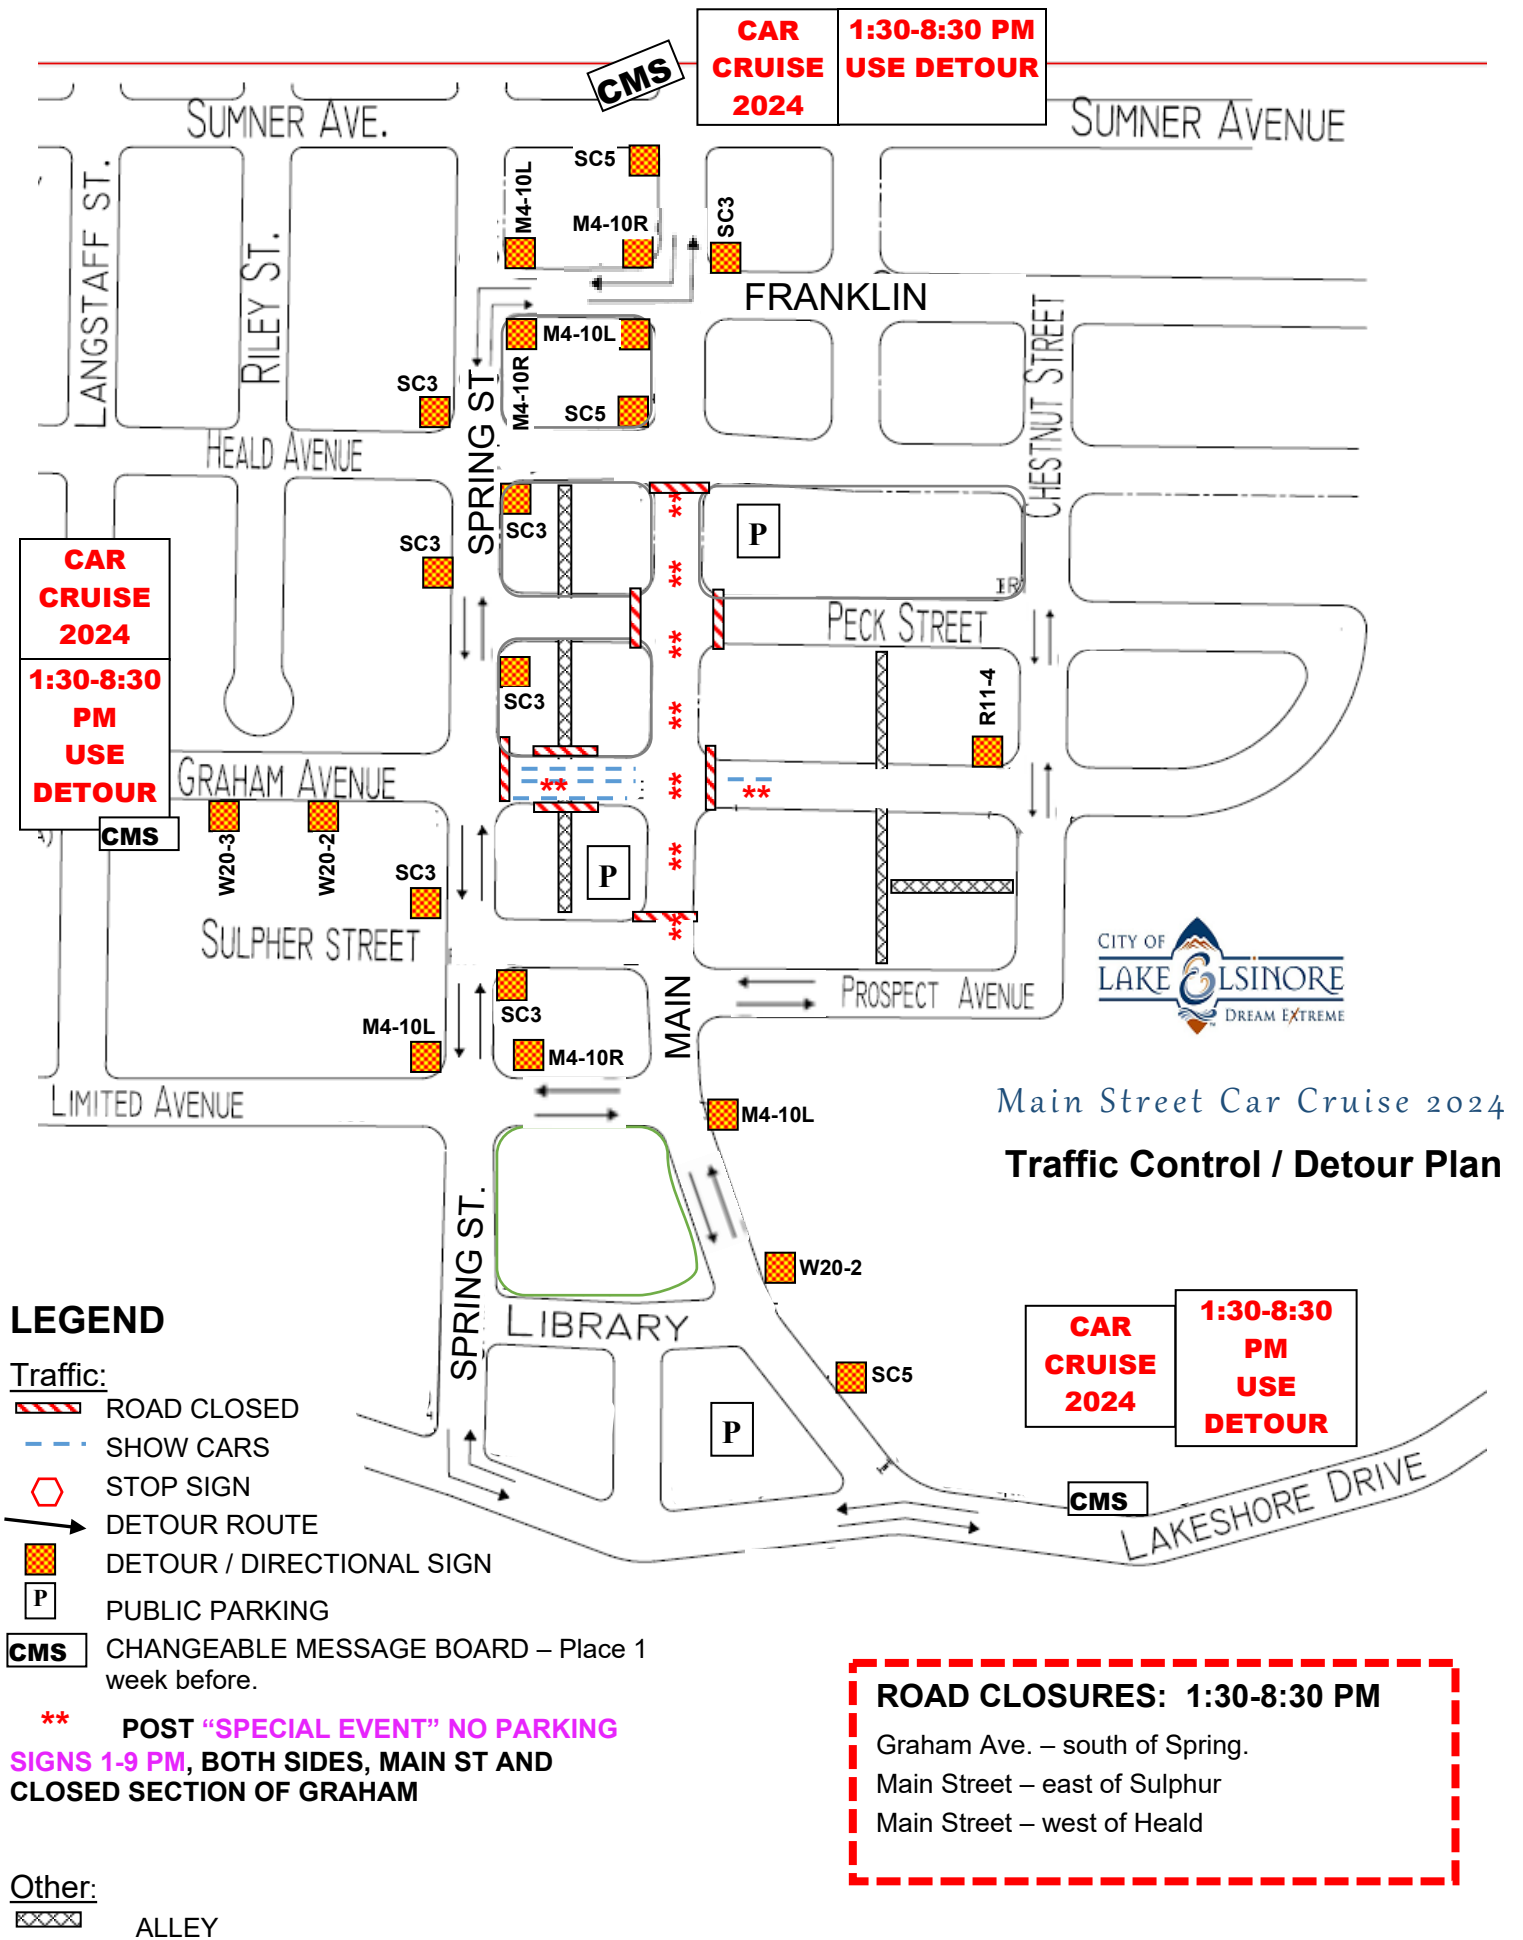 CAR
CRUISE
2024
1:30-8:30 PM
USE DETOUR
CMS
SUMNER AVE.
SUMNER AVENUE
LANGSTAFF ST.
RILEY ST.
M4-10L
SC5
M4-10R
SC3
FRANKLIN
M4-10L
M4-10R
SC3
SC5
SPRING ST
CHESTNUT STREET
HEALD AVENUE
SC3
SC3
**
P
IR
CAR
CRUISE
2024
1:30-8:30
PM
USE
DETOUR
CMS
**
PECK STREET
**
SC3
R11-4
**
GRAHAM AVENUE
**
**
**
W20-3
W20-2
SC3
P
**
SULPHER STREET
**
CITY OF
LAKE ELSINORE
DREAM EXTREME
MAIN
PROSPECT AVENUE
SC3
M4-10L
M4-10R
LIMITED AVENUE
M4-10L
Main Street Car Cruise 2024
Traffic Control / Detour Plan
SPRING ST.
W20-2
LIBRARY
SC5
P
CAR
CRUISE
2024
1:30-8:30
PM
USE
DETOUR
CMS
LAKESHORE DRIVE
LEGEND
Traffic:
ROAD CLOSED
SHOW CARS
STOP SIGN
DETOUR ROUTE
DETOUR / DIRECTIONAL SIGN
P PUBLIC PARKING
CMS CHANGEABLE MESSAGE BOARD – Place 1
week before.
** POST “SPECIAL EVENT” NO PARKING
SIGNS 1-9 PM, BOTH SIDES, MAIN ST AND
CLOSED SECTION OF GRAHAM
Other:
ALLEY
ROAD CLOSURES: 1:30-8:30 PM
Graham Ave. – south of Spring.
Main Street – east of Sulphur
Main Street – west of Heald